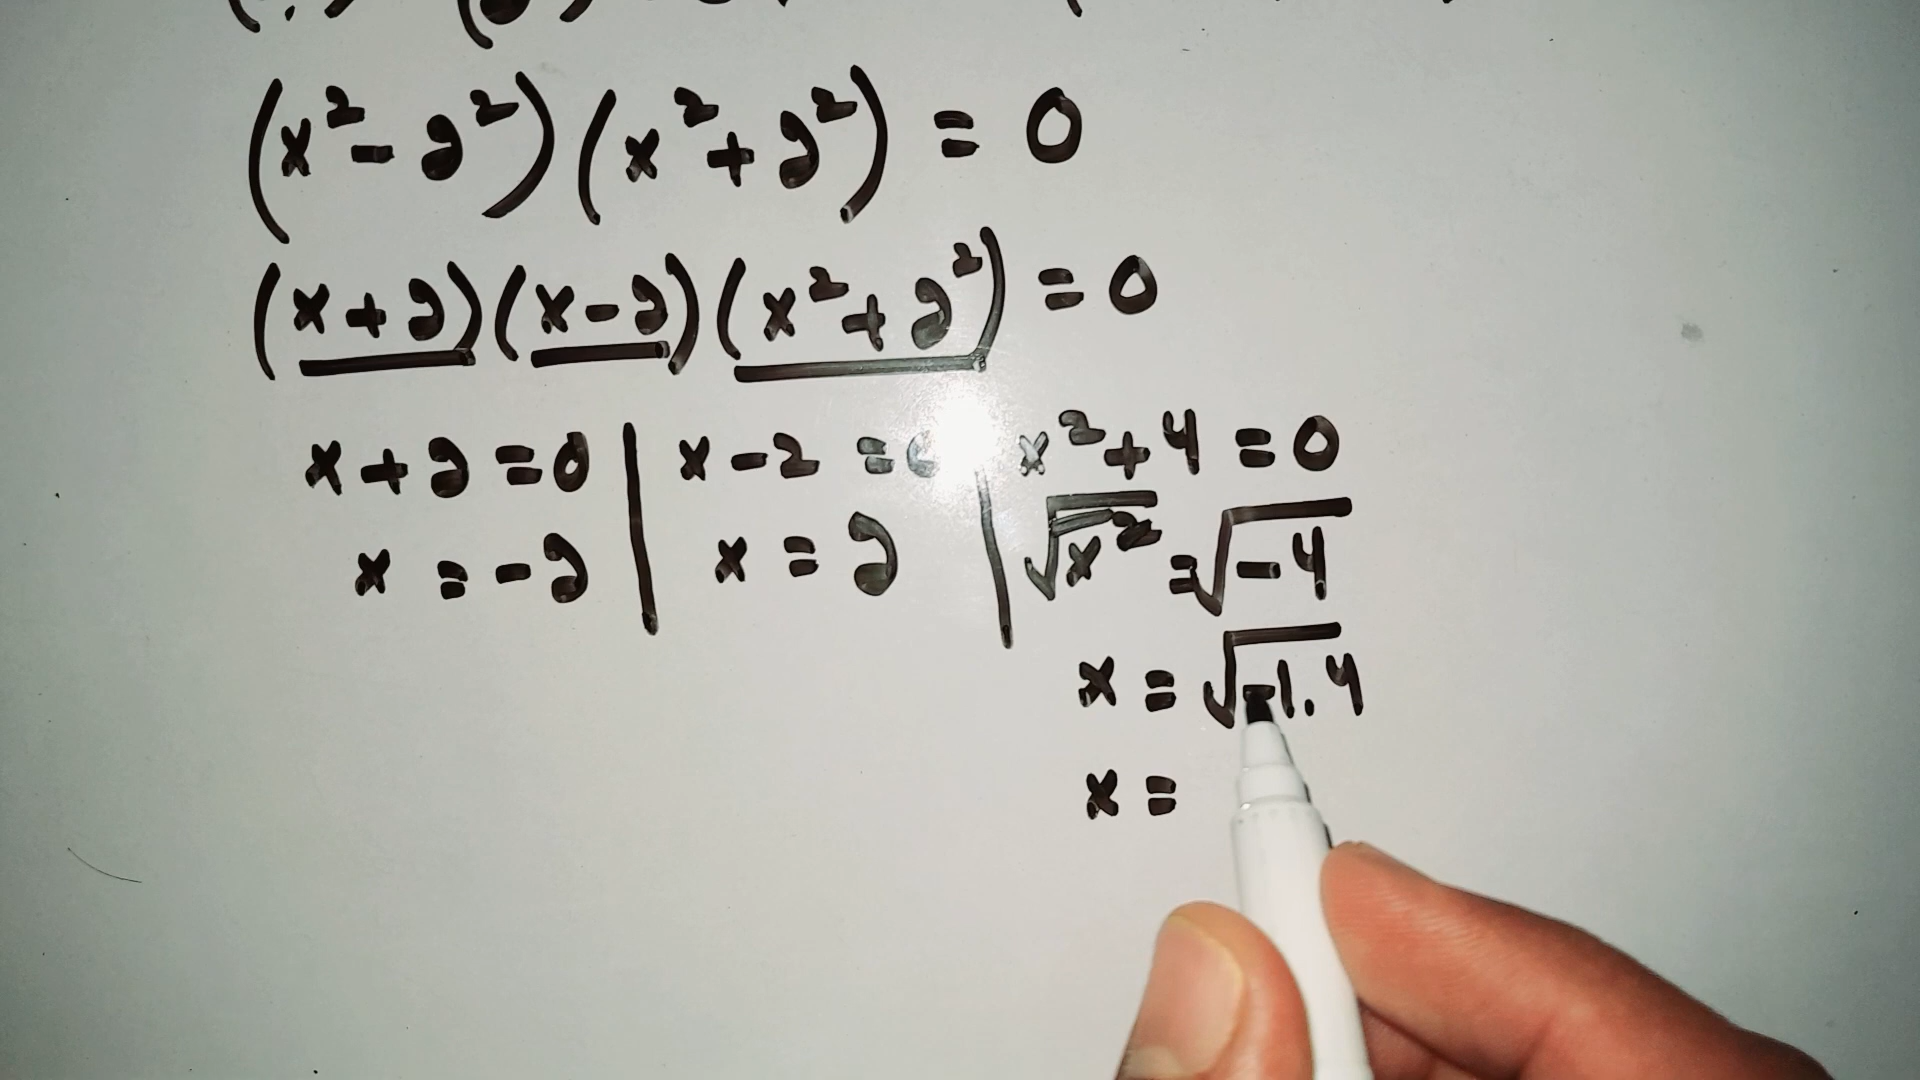 (x²-2²)(x²+2²) = 0
(x+2)(x-2)(x²+2²) = 0
x+2=0 | x-2 =0 | x²+4=0
x = -2 | x = 2 | √x² = √-4
x = √-1.4
x =